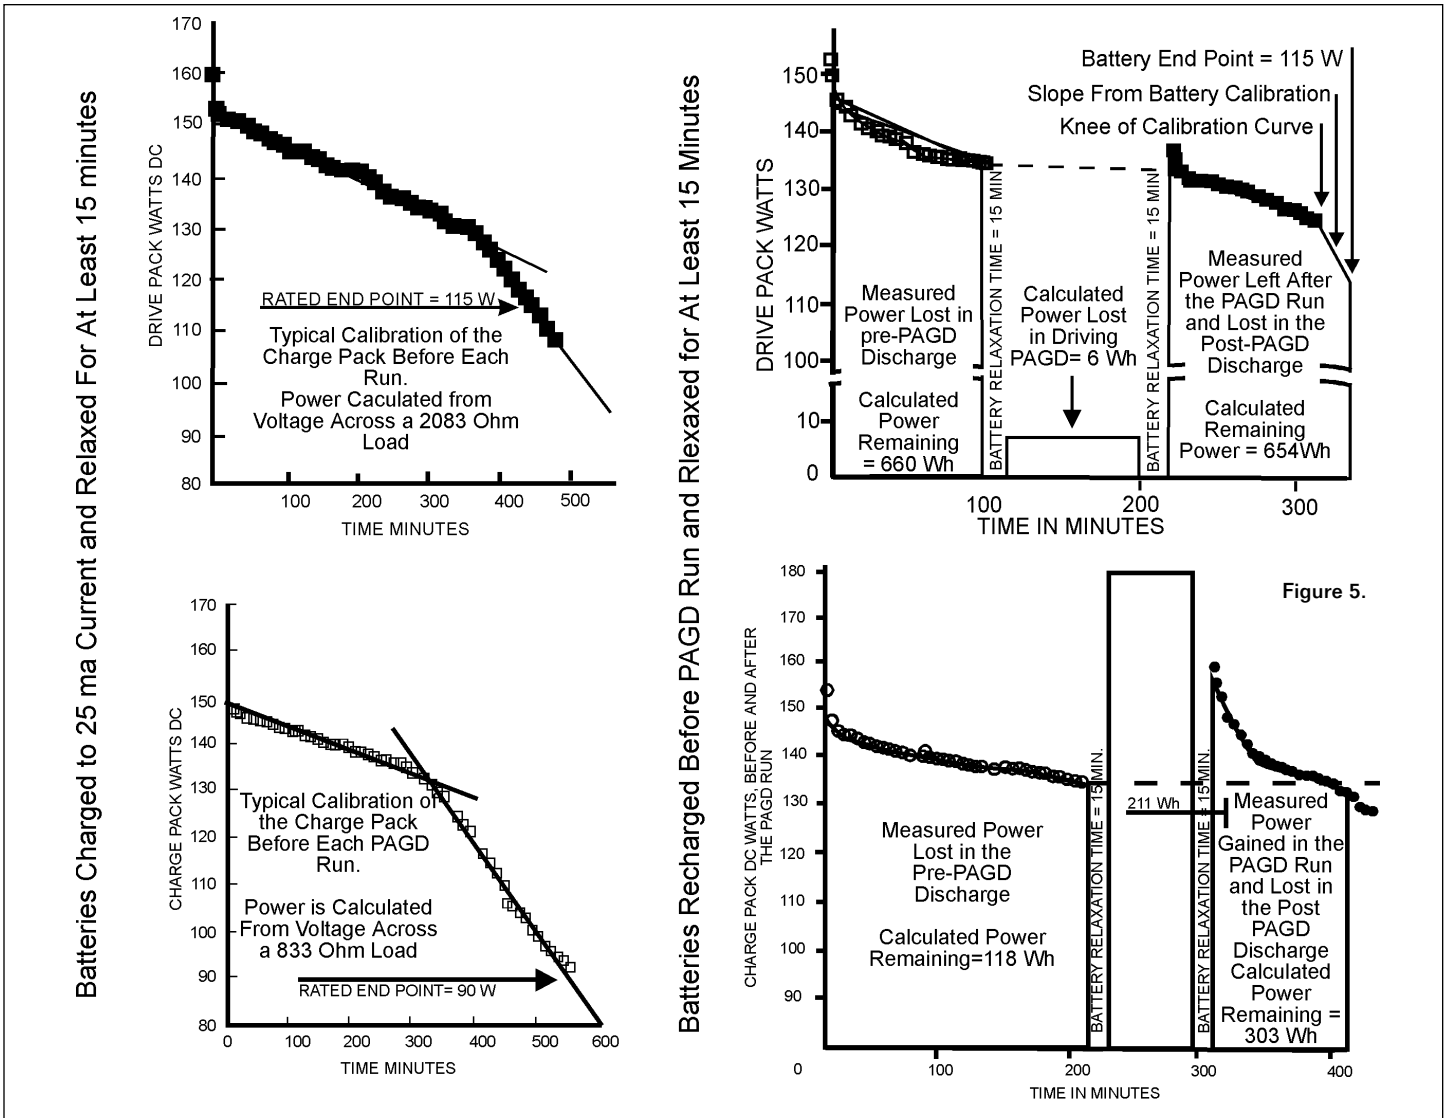 Batteries Charged to 25 ma Current and Relaxed For At Least 15 minutes
DRIVE PACK WATTS DC
170
160
150
140
130
120
110
100
90
80
RATED END POINT = 115 W
Typical Calibration of the
Charge Pack Before Each
Run.
Power Caculated from
Voltage Across a 2083 Ohm
Load
100
200
300
400
500
TIME MINUTES
CHARGE PACK WATTS DC
170
160
150
140
130
120
110
100
90
80
Typical Calibration of
the Charge Pack
Before Each PAGD
Run.
Power is Calculated
From Voltage Across
a 833 Ohm Load
RATED END POINT= 90 W
0
100
200
300
400
500
600
TIME MINUTES
Batteries Recharged Before PAGD Run and Rlexaxed for At Least 15 Minutes
DRIVE PACK WATTS
150
140
130
120
110
100
10
0
Battery End Point = 115 W
Slope From Battery Calibration
Knee of Calibration Curve
Measured
Power Lost in
pre-PAGD
Discharge
Calculated
Power
Remaining
= 660 Wh
BATTERY RELAXATION TIME = 15 MIN
Calculated
Power Lost
in Driving
PAGD= 6 Wh
BATTERY RELAXATION TIME = 15 MIN
Measured
Power Left After
the PAGD Run
and Lost in the
Post-PAGD
Discharge
Calculated
Remaining
Power = 654Wh
100
200
300
TIME IN MINUTES
Figure 5.
CHARGE PACK DC WATTS, BEFORE AND AFTER
THE PAGD RUN
180
170
160
150
140
130
120
110
100
90
Measured Power
Lost in the
Pre-PAGD
Discharge
Calculated Power
Remaining=118 Wh
BATTERY RELAXATION TIME = 15 MIN.
211 Wh
BATTERY RELAXATION TIME = 15 MIN.
Measured
Power
Gained in the
PAGD Run
and Lost in
the Post
PAGD
Discharge
Calculated
Power
Remaining =
303 Wh
0
100
200
300
400
TIME IN MINUTES